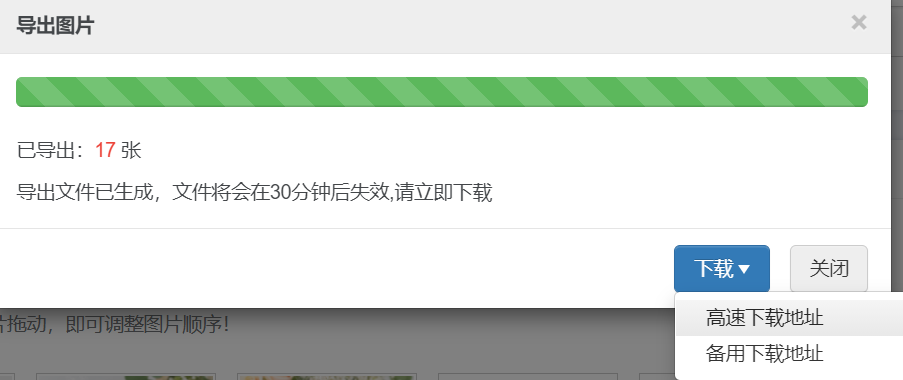 导出图片
×
已导出：17 张
导出文件已生成，文件将会在30分钟后失效,请立即下载
下载 关闭
高速下载地址
备用下载地址
片拖动，即可调整图片顺序！